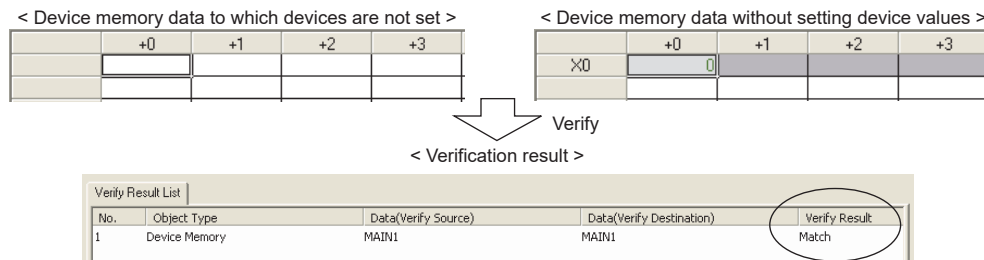 < Device memory data to which devices are not set >
+0 +1 +2 +3
< Device memory data without setting device values >
+0 +1 +2 +3
X0 0
Verify
< Verification result >
Verify Result List
No. Object Type Data(Verify Source) Data(Verify Destination) Verify Result
1 Device Memory MAIN1 MAIN1 Match